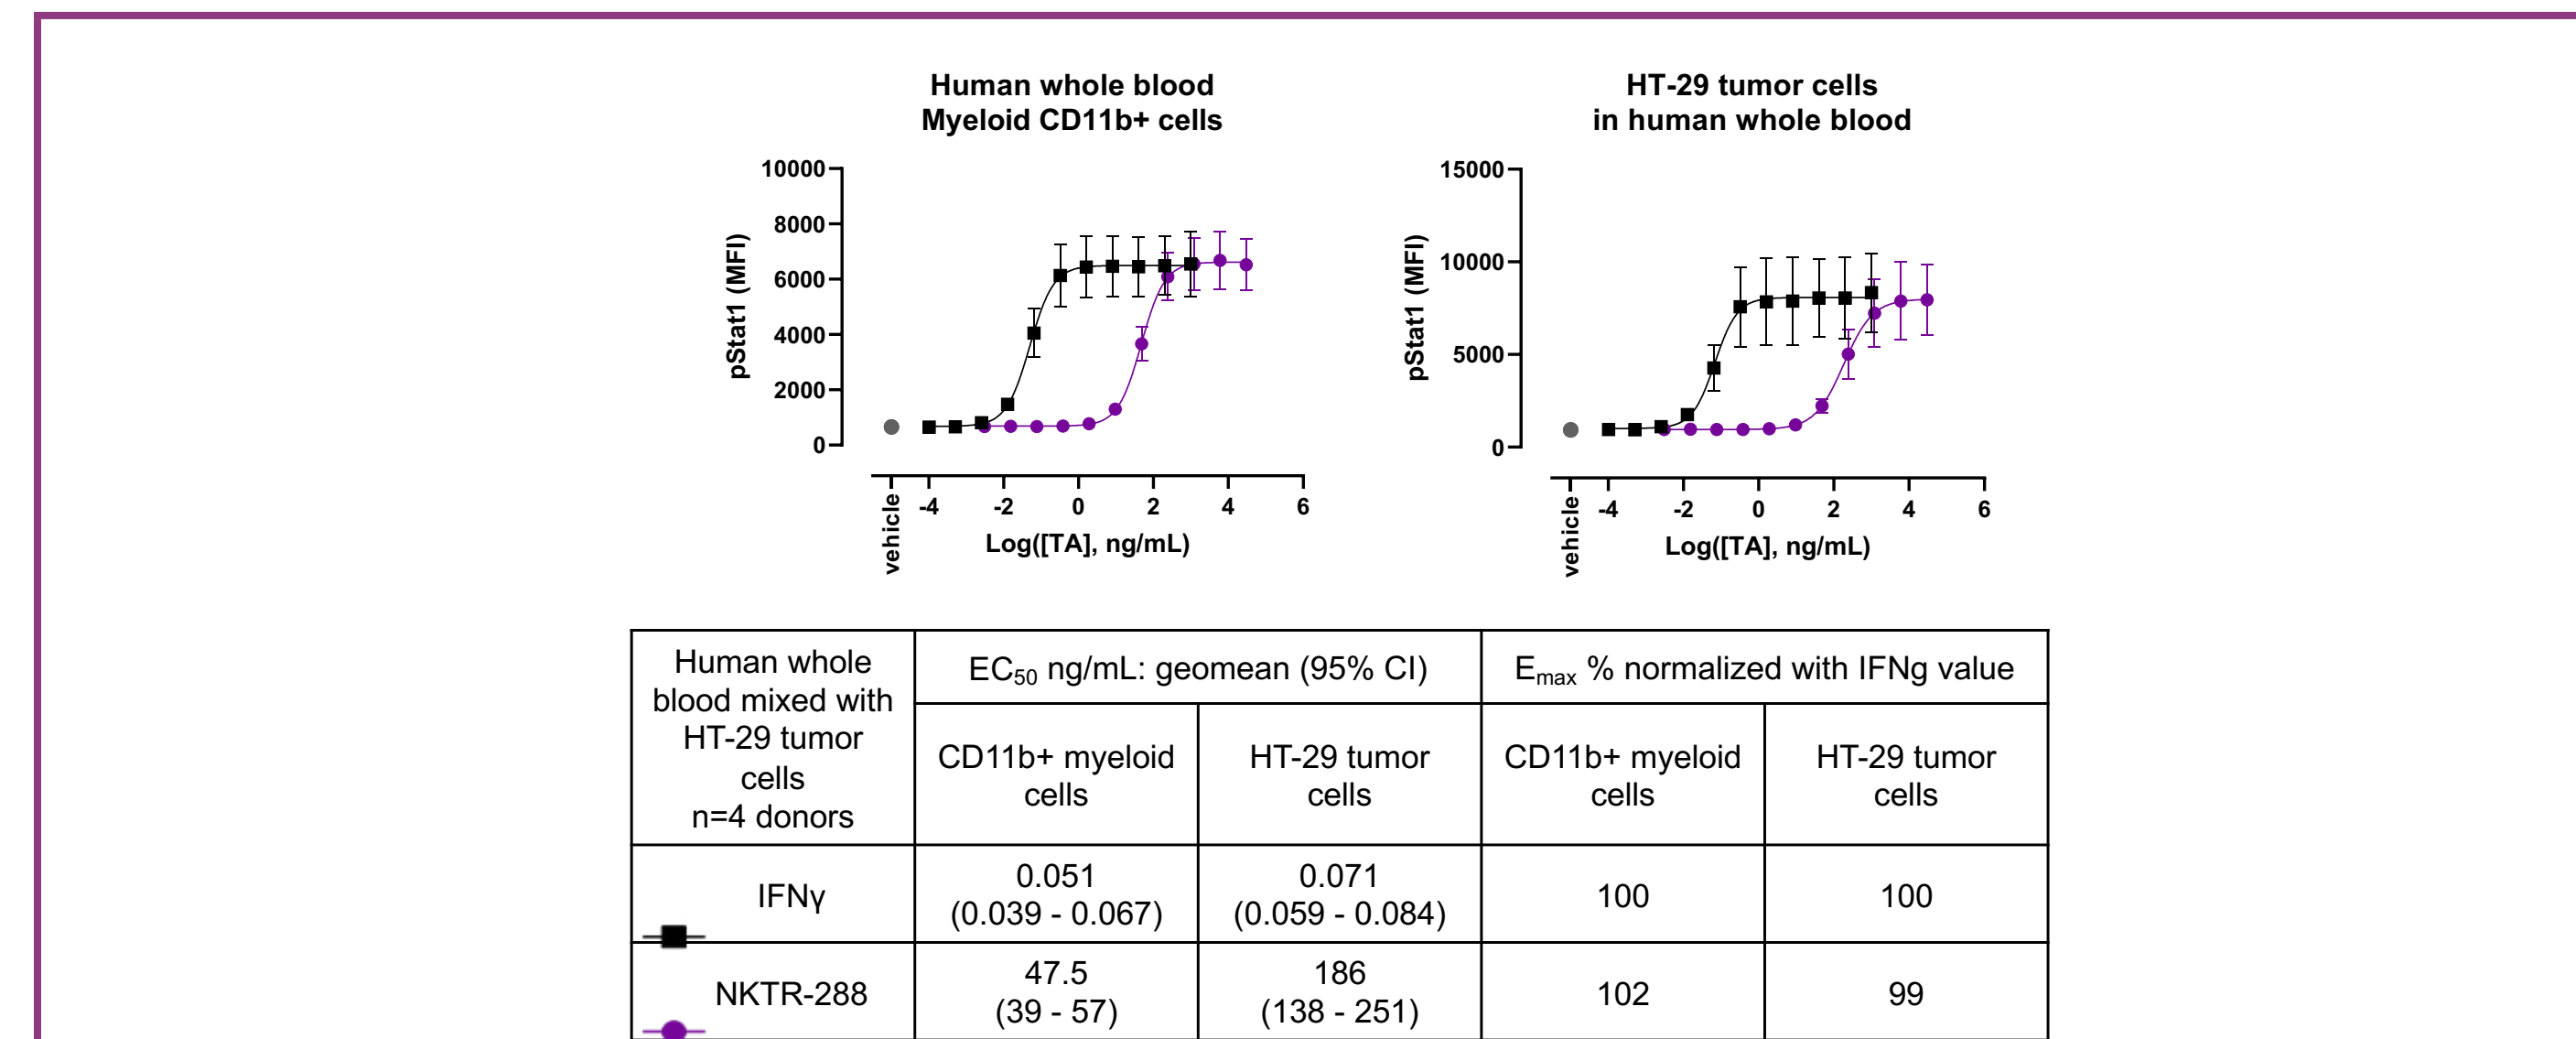 Human whole blood
Myeloid CD11b+ cells
10000
8000
6000
4000
2000
0
pStat1 (MFI)
vehicle
-4
-2
0
2
4
6
Log([TA], ng/mL)
HT-29 tumor cells
in human whole blood
15000
10000
5000
0
pStat1 (MFI)
vehicle
-4
-2
0
2
4
6
Log([TA], ng/mL)
Human whole
blood mixed with
HT-29 tumor
cells
n=4 donors
EC50 ng/mL: geomean (95% CI)
Emax % normalized with IFNg value
CD11b+ myeloid
cells
HT-29 tumor
cells
CD11b+ myeloid
cells
HT-29 tumor
cells
IFNγ
0.051
(0.039 - 0.067)
0.071
(0.059 - 0.084)
100
100
NKTR-288
47.5
(39 - 57)
186
(138 - 251)
102
99